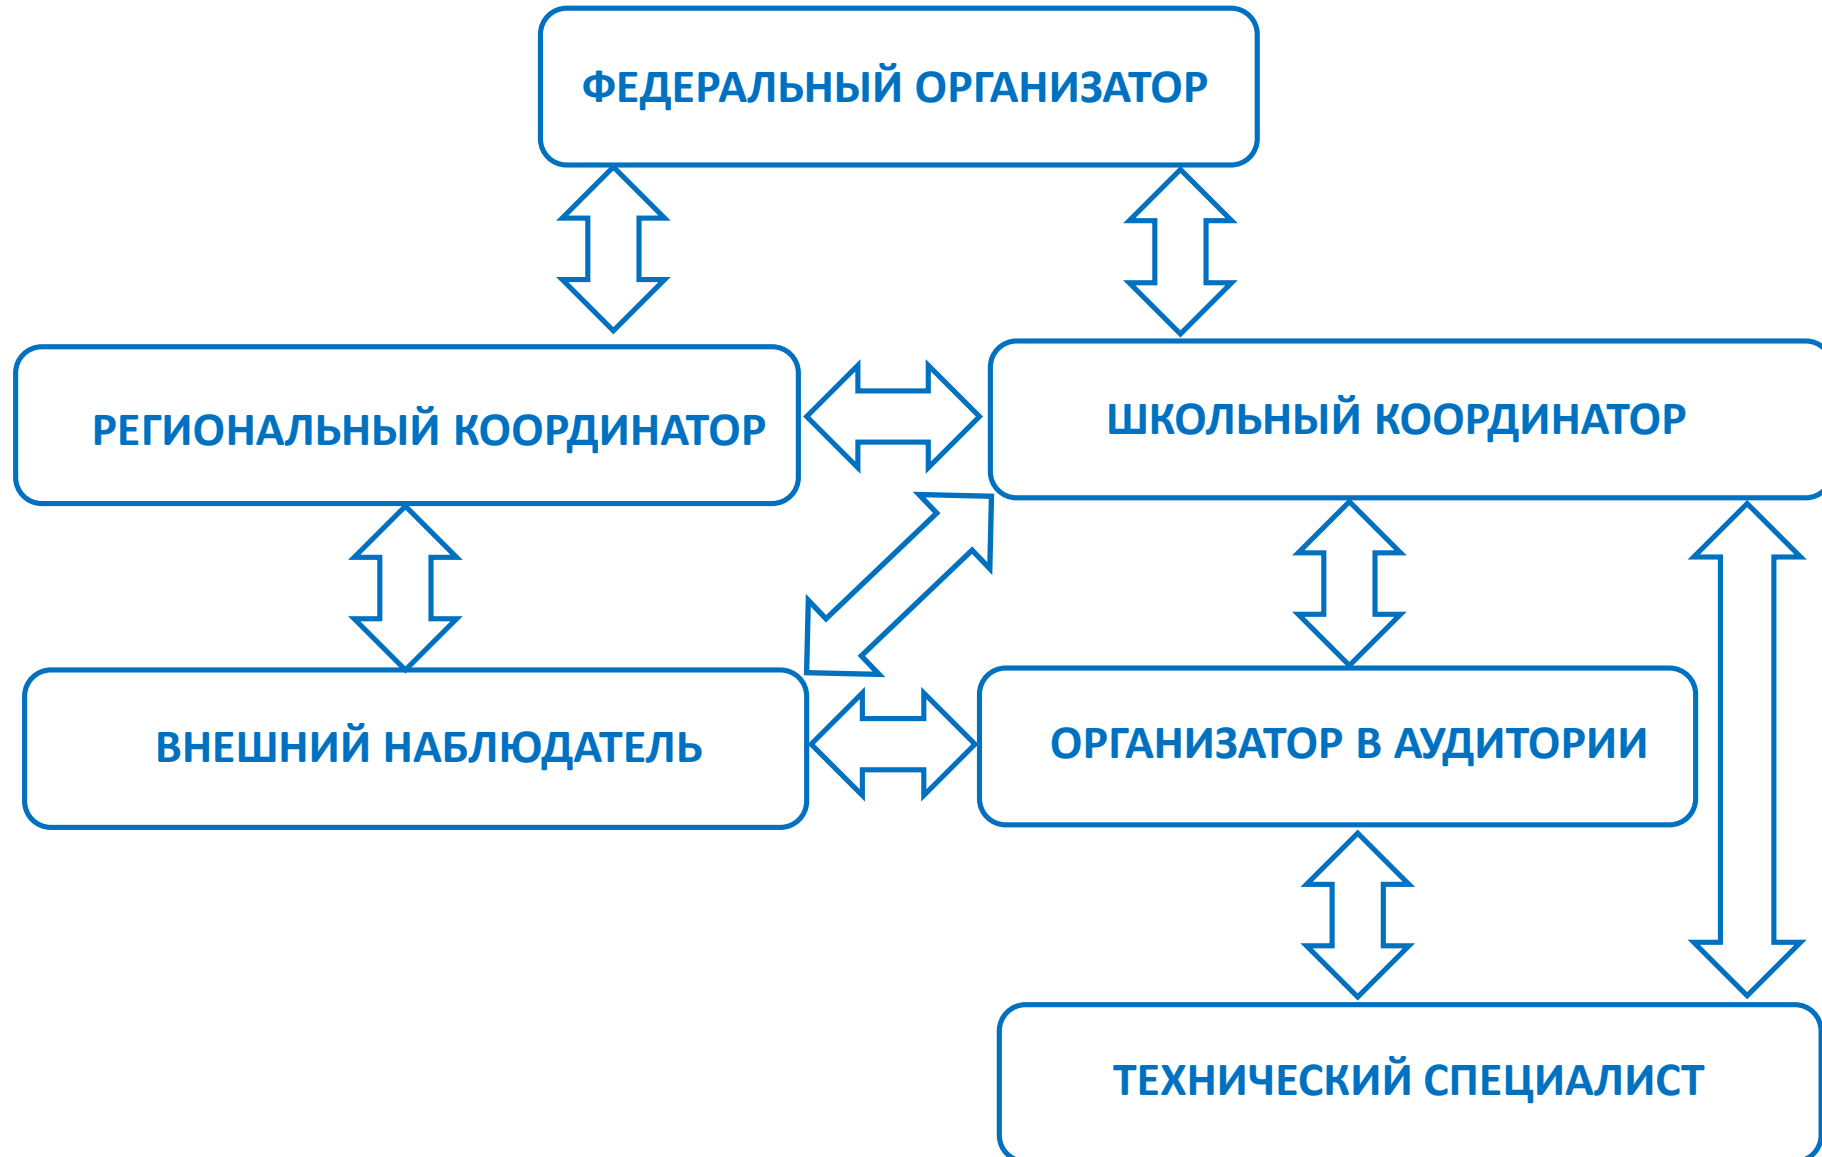 ФЕДЕРАЛЬНЫЙ ОРГАНИЗАТОР
РЕГИОНАЛЬНЫЙ КООРДИНАТОР
ШКОЛЬНЫЙ КООРДИНАТОР
ВНЕШНИЙ НАБЛЮДАТЕЛЬ
ОРГАНИЗАТОР В АУДИТОРИИ
ТЕХНИЧЕСКИЙ СПЕЦИАЛИСТ